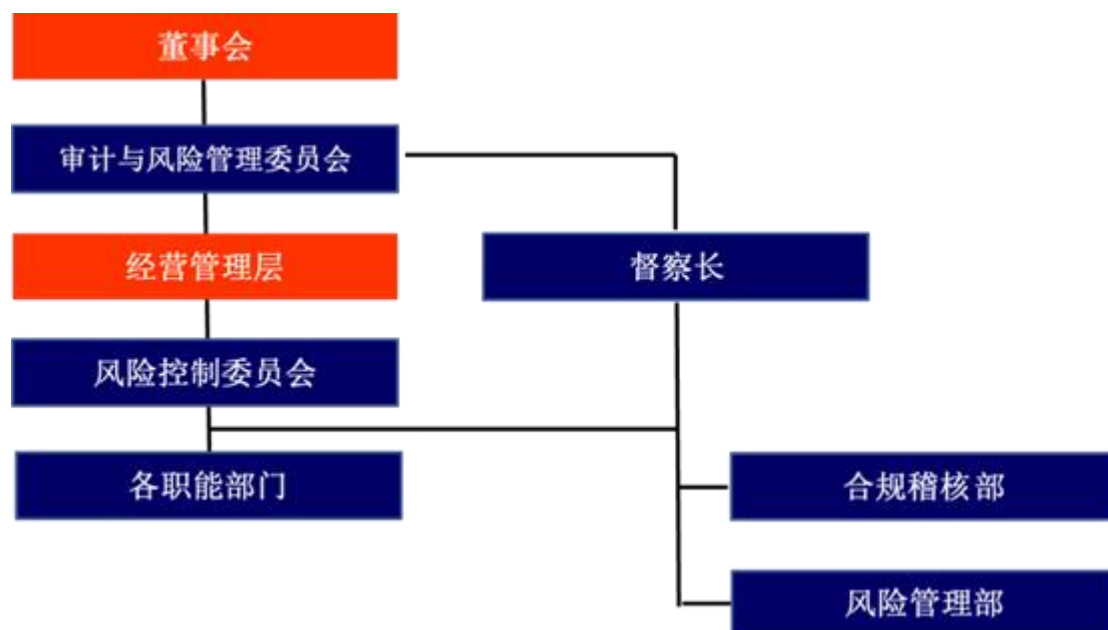 董事会
审计与风险管理委员会
经营管理层
督察长
风险控制委员会
各职能部门
合规稽核部
风险管理部